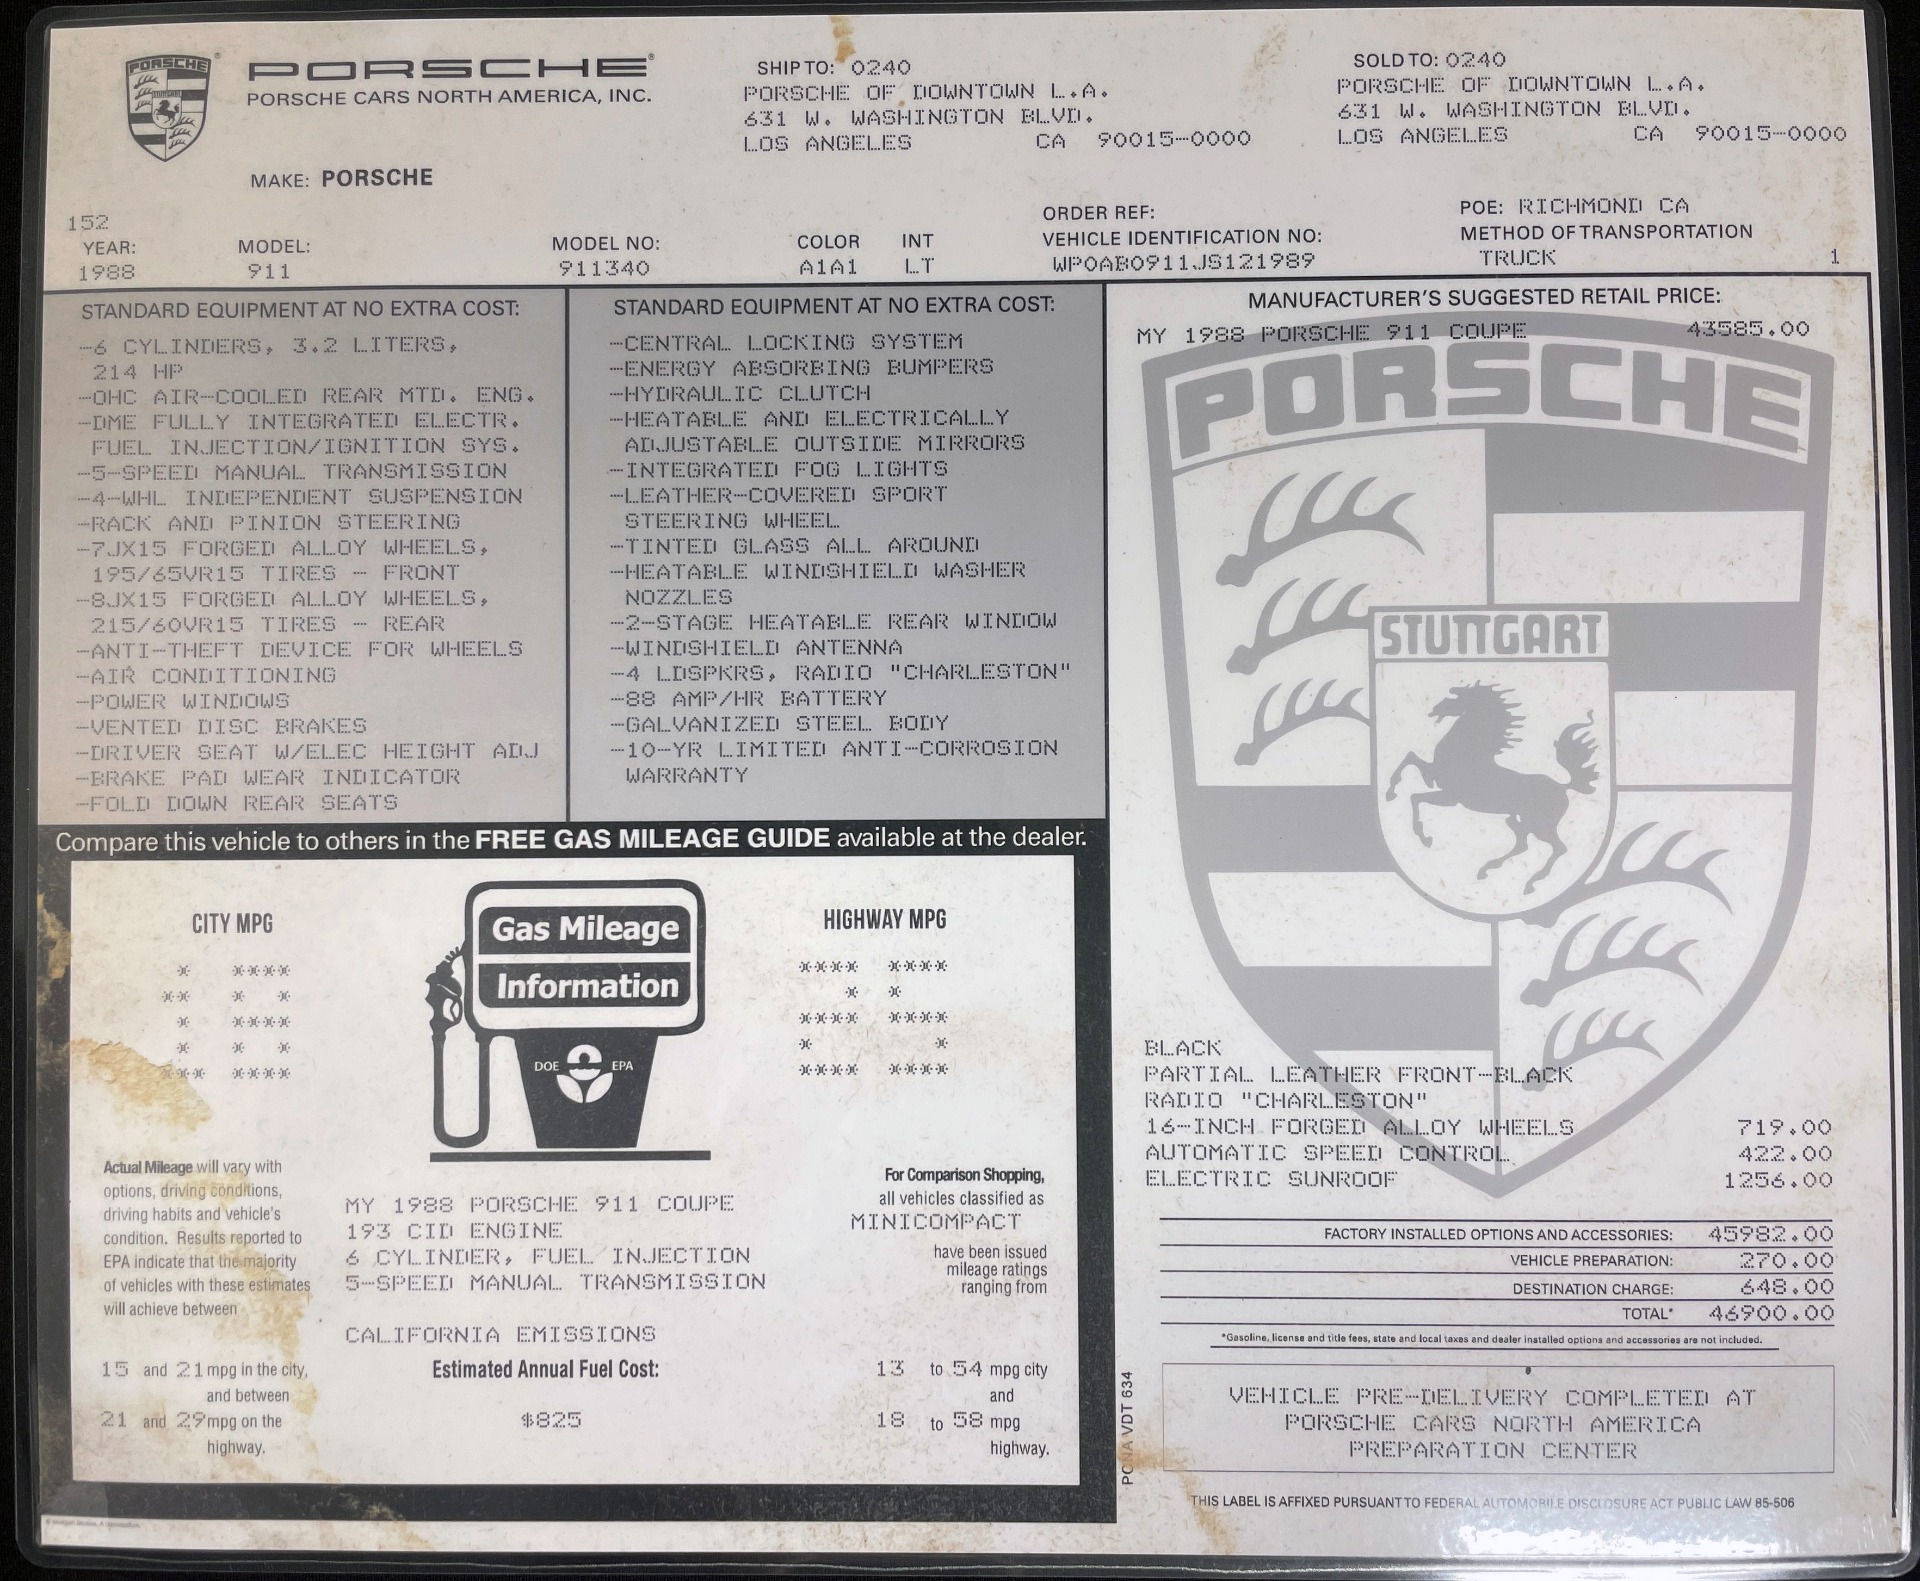 PORSCHE
STUTTGART
PORSCHE
PORSCHE CARS NORTH AMERICA, INC.
SHIP TO: 0240
PORSCHE OF DOWNTOWN L.A.
631 W. WASHINGTON BLVD.
LOS ANGELES CA 90015-0000
SOLD TO: 0240
PORSCHE OF DOWNTOWN L.A.
631 W. WASHINGTON BLVD.
LOS ANGELES CA 90015-0000
MAKE: PORSCHE
152
YEAR:
1988
MODEL:
911
MODEL NO:
911340
COLOR
A1A1
INT
LT
ORDER REF:
VEHICLE IDENTIFICATION NO:
WP0AB0911JS121989
POE: RICHMOND CA
METHOD OF TRANSPORTATION
TRUCK 1
STANDARD EQUIPMENT AT NO EXTRA COST:
-6 CYLINDERS, 3.2 LITERS,
214 HP
-OHC AIR-COOLED REAR MTD. ENG.
-DME FULLY INTEGRATED ELECTR.
FUEL INJECTION/IGNITION SYS.
-5-SPEED MANUAL TRANSMISSION
-4-WHL INDEPENDENT SUSPENSION
-RACK AND PINION STEERING
-7JX15 FORGED ALLOY WHEELS,
195/65VR15 TIRES - FRONT
-8JX15 FORGED ALLOY WHEELS,
215/60VR15 TIRES - REAR
-ANTI-THEFT DEVICE FOR WHEELS
-AIR CONDITIONING
-POWER WINDOWS
-VENTED DISC BRAKES
-DRIVER SEAT W/ELEC HEIGHT ADJ
-BRAKE PAD WEAR INDICATOR
-FOLD DOWN REAR SEATS
STANDARD EQUIPMENT AT NO EXTRA COST:
-CENTRAL LOCKING SYSTEM
-ENERGY ABSORBING BUMPERS
-HYDRAULIC CLUTCH
-HEATABLE AND ELECTRICALLY
ADJUSTABLE OUTSIDE MIRRORS
-INTEGRATED FOG LIGHTS
-LEATHER-COVERED SPORT
STEERING WHEEL
-TINTED GLASS ALL AROUND
-HEATABLE WINDSHIELD WASHER
NOZZLES
-2-STAGE HEATABLE REAR WINDOW
-WINDSHIELD ANTENNA
-4 LDSPKRS, RADIO "CHARLESTON"
-88 AMP/HR BATTERY
-GALVANIZED STEEL BODY
-10-YR LIMITED ANTI-CORROSION
WARRANTY
MANUFACTURER'S SUGGESTED RETAIL PRICE:
MY 1988 PORSCHE 911 COUPE 43585.00
PORSCHE
STUTTGART
BLACK
PARTIAL LEATHER FRONT-BLACK
RADIO "CHARLESTON"
16-INCH FORGED ALLOY WHEELS 719.00
AUTOMATIC SPEED CONTROL 422.00
ELECTRIC SUNROOF 1256.00
FACTORY INSTALLED OPTIONS AND ACCESSORIES: 45982.00
VEHICLE PREPARATION: 270.00
DESTINATION CHARGE: 648.00
TOTAL* 46900.00
*Gasoline, license and title fees, state and local taxes and dealer installed options and accessories are not included.
VEHICLE PRE-DELIVERY COMPLETED AT
PORSCHE CARS NORTH AMERICA
PREPARATION CENTER
THIS LABEL IS AFFIXED PURSUANT TO FEDERAL AUTOMOBILE DISCLOSURE ACT PUBLIC LAW 85-506
VDT 634
Compare this vehicle to others in the FREE GAS MILEAGE GUIDE available at the dealer.
CITY MPG
18
Gas Mileage
Information
DOE EPA
HIGHWAY MPG
25
Actual Mileage will vary with
options, driving conditions,
driving habits and vehicle's
condition. Results reported to
EPA indicate that the majority
of vehicles with these estimates
will achieve between
15 and 21 mpg in the city,
and between
21 and 29 mpg on the
highway.
MY 1988 PORSCHE 911 COUPE
193 CID ENGINE
6 CYLINDER, FUEL INJECTION
5-SPEED MANUAL TRANSMISSION
CALIFORNIA EMISSIONS
Estimated Annual Fuel Cost:
$825
For Comparison Shopping,
all vehicles classified as
MINICOMPACT
have been issued
mileage ratings
ranging from
13 to 54 mpg city
and
18 to 58 mpg
highway.